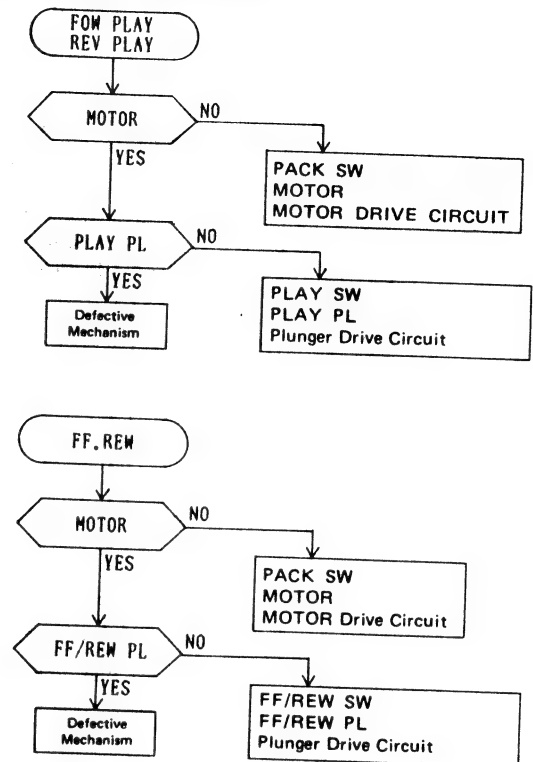 FOW PLAY
REV PLAY
MOTOR
NO
YES
PACK SW
MOTOR
MOTOR DRIVE CIRCUIT
PLAY PL
NO
YES
PLAY SW
PLAY PL
Plunger Drive Circuit
Defective
Mechanism
FF.REW
MOTOR
NO
YES
PACK SW
MOTOR
MOTOR Drive Circuit
FF/REW PL
NO
YES
FF/REW SW
FF/REW PL
Plunger Drive Circuit
Defective
Mechanism